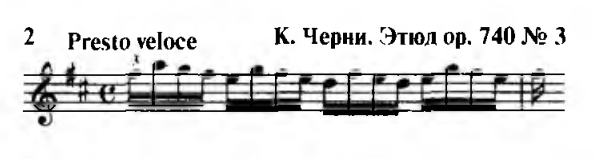 2 Presto veloce К. Черни. Этюд ор. 740 № 3